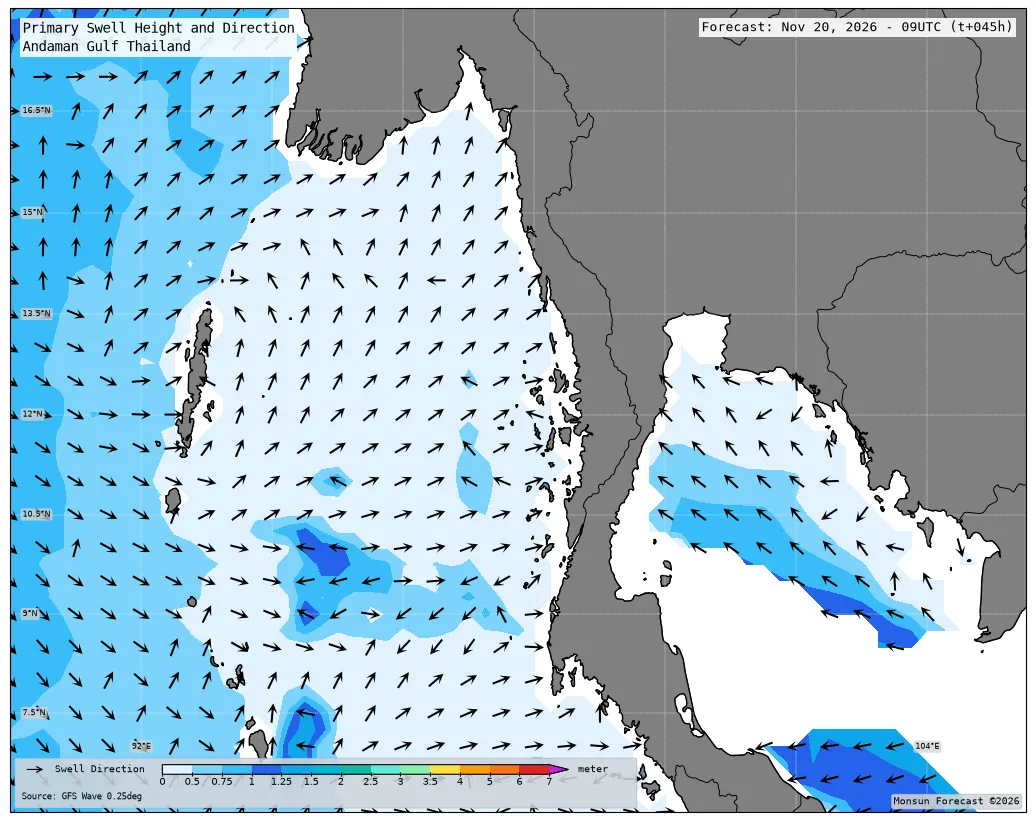 Primary Swell Height and Direction
Andaman Gulf Thailand
Forecast: Nov 20, 2026 - 09UTC (t+045h)
16.5°N
15°N
13.5°N
12°N
10.5°N
9°N
7.5°N
92°E
104°E
Swell Direction
0 0.5 0.75 1 1.25 1.5 2 2.5 3 3.5 4 5 6 7
meter
Source: GFS Wave 0.25deg
Monsun Forecast ©2026